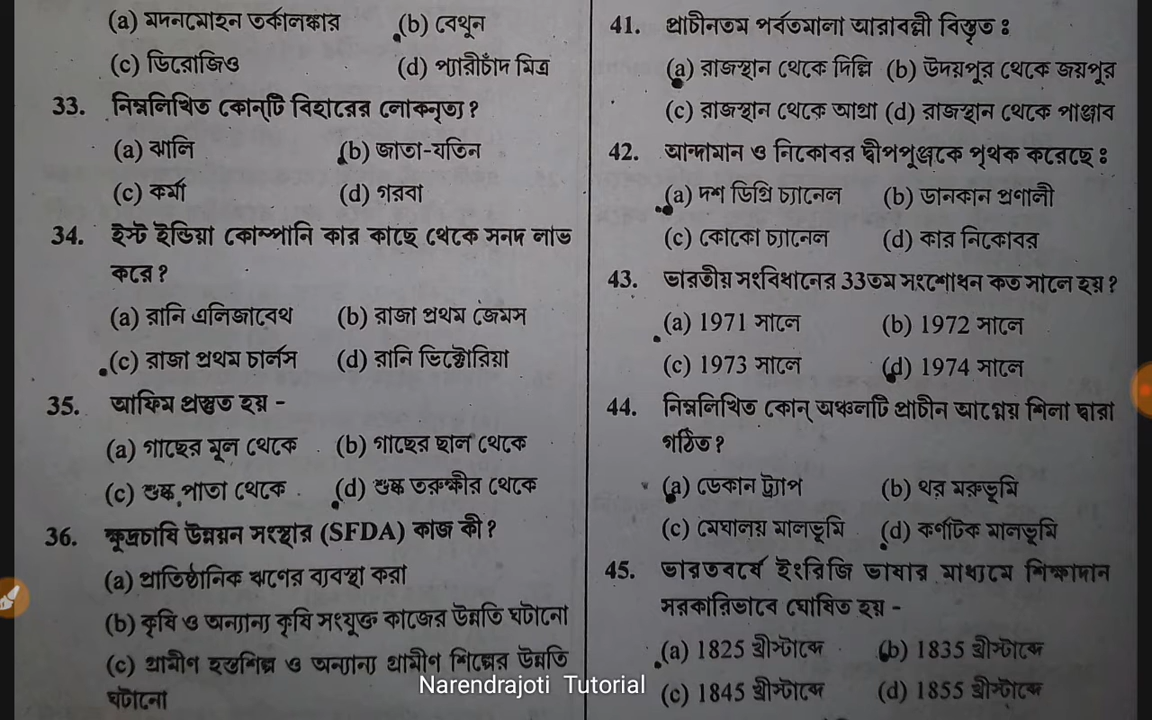 (a) মদনমোহন তর্কালঙ্কার (b) বেথুন
(c) ডিরোজিও (d) প্যারীচাঁদ মিত্র
33. নিম্নলিখিত কোন্‌টি বিহারের লোকনৃত্য?
(a) ঝালি (b) জাতা-যতিন
(c) কর্মা (d) গরবা
34. ইস্ট ইন্ডিয়া কোম্পানি কার কাছে থেকে সনদ লাভ
করে?
(a) রানি এলিজাবেথ (b) রাজা প্রথম জেমস
(c) রাজা প্রথম চার্লস (d) রানি ভিক্টোরিয়া
35. আফিম প্রস্তুত হয় -
(a) গাছের মূল থেকে (b) গাছের ছাল থেকে
(c) শুষ্ক পাতা থেকে (d) শুষ্ক তরুক্ষীর থেকে
36. ক্ষুদ্রচাষি উন্নয়ন সংস্থার (SFDA) কাজ কী?
(a) প্রাতিষ্ঠানিক ঋণের ব্যবস্থা করা
(b) কৃষি ও অন্যান্য কৃষি সংযুক্ত কাজের উন্নতি ঘটানো
(c) গ্রামীণ হস্তশিল্প ও অন্যান্য গ্রামীণ শিল্পের উন্নতি
ঘটানো
41. প্রাচীনতম পর্বতমালা আরাবল্লী বিস্তৃত ঃ
(a) রাজস্থান থেকে দিল্লি (b) উদয়পুর থেকে জয়পুর
(c) রাজস্থান থেকে আগ্রা (d) রাজস্থান থেকে পাঞ্জাব
42. আন্দামান ও নিকোবর দ্বীপপুঞ্জকে পৃথক করেছে ঃ
(a) দশ ডিগ্রি চ্যানেল (b) ডানকান প্রণালী
(c) কোকো চ্যানেল (d) কার নিকোবর
43. ভারতীয় সংবিধানের 33তম সংশোধন কত সালে হয়?
(a) 1971 সালে (b) 1972 সালে
(c) 1973 সালে (d) 1974 সালে
44. নিম্নলিখিত কোন্ অঞ্চলটি প্রাচীন আগ্নেয় শিলা দ্বারা
গঠিত?
(a) ডেকান ট্র্যাপ (b) থর মরুভূমি
(c) মেঘালয় মালভূমি (d) কর্ণাটক মালভূমি
45. ভারতবর্ষে ইংরিজি ভাষার মাধ্যমে শিক্ষাদান
সরকারিভাবে ঘোষিত হয় -
(a) 1825 খ্রীস্টাব্দে (b) 1835 খ্রীস্টাব্দে
(c) 1845 খ্রীস্টাব্দে (d) 1855 খ্রীস্টাব্দে
Narendrajoti Tutorial